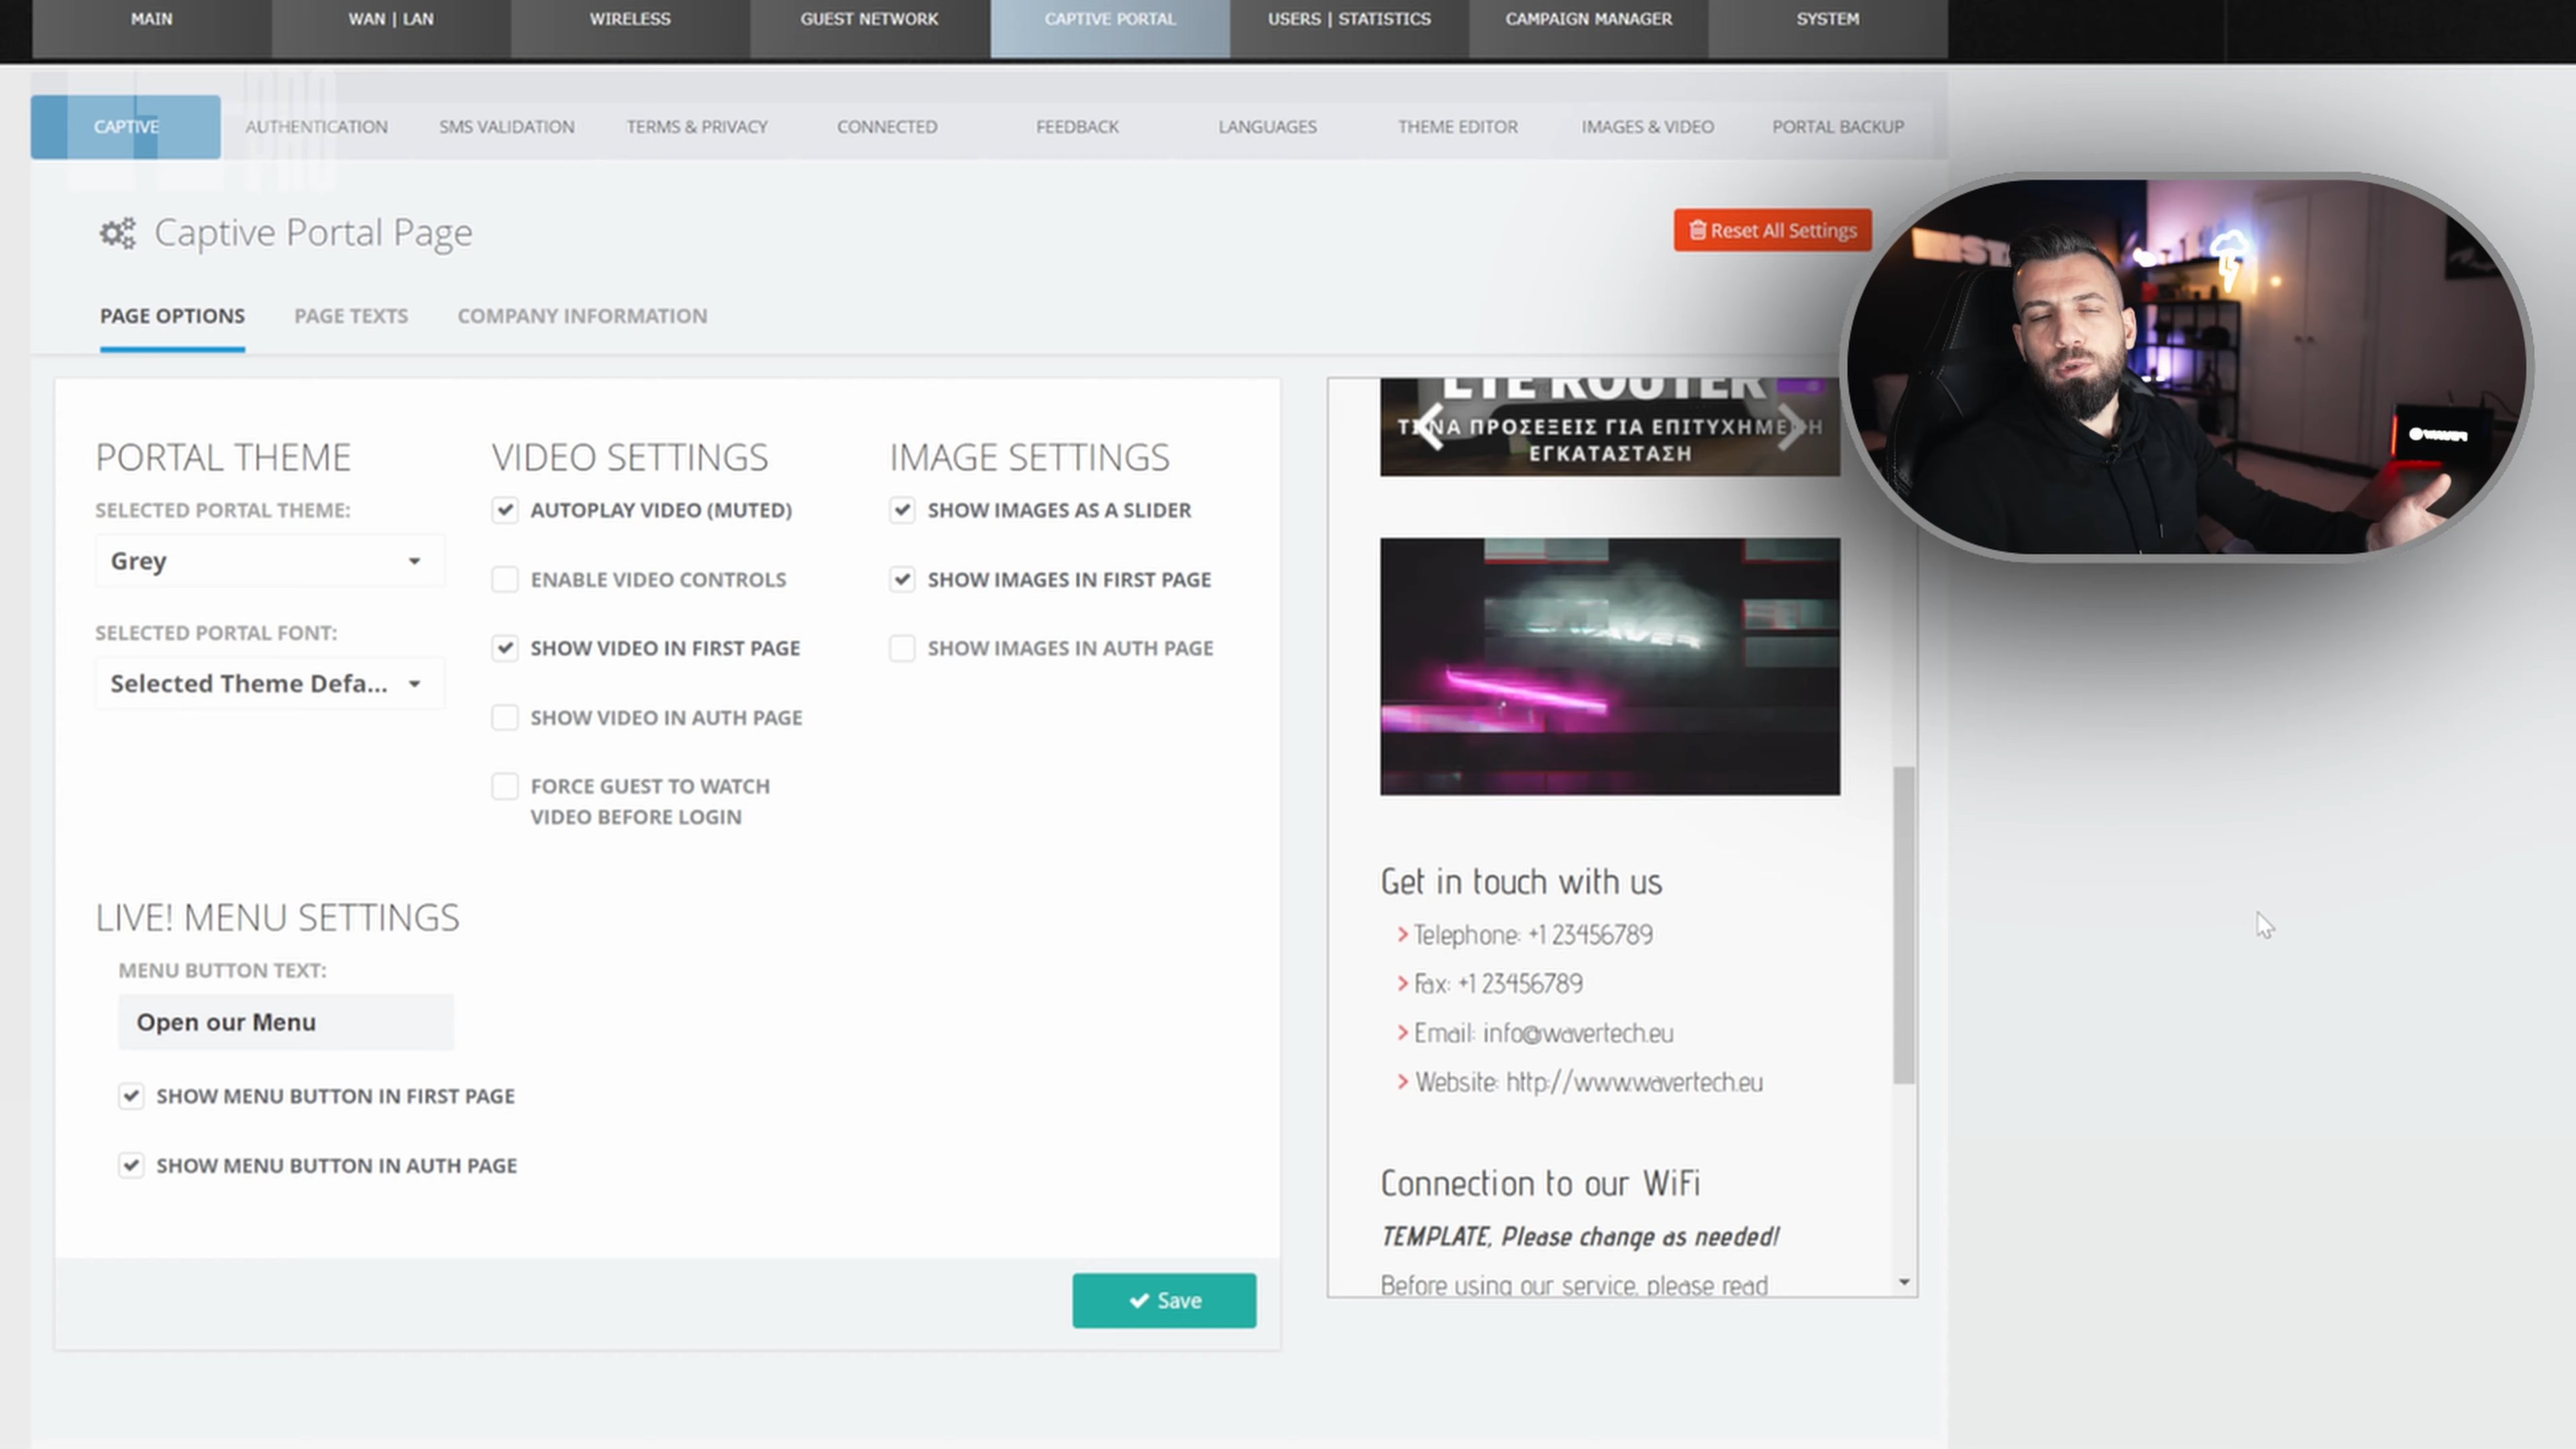 MAIN
WAN | LAN
WIRELESS
GUEST NETWORK
CAPTIVE PORTAL
USERS | STATISTICS
CAMPAIGN MANAGER
SYSTEM
CAPTIVE
AUTHENTICATION
SMS VALIDATION
TERMS & PRIVACY
CONNECTED
FEEDBACK
LANGUAGES
THEME EDITOR
IMAGES & VIDEO
PORTAL BACKUP
Captive Portal Page
Reset All Settings
PAGE OPTIONS
PAGE TEXTS
COMPANY INFORMATION
PORTAL THEME
SELECTED PORTAL THEME:
Grey
SELECTED PORTAL FONT:
Selected Theme Defa...
VIDEO SETTINGS
AUTOPLAY VIDEO (MUTED)
ENABLE VIDEO CONTROLS
SHOW VIDEO IN FIRST PAGE
SHOW VIDEO IN AUTH PAGE
FORCE GUEST TO WATCH
VIDEO BEFORE LOGIN
IMAGE SETTINGS
SHOW IMAGES AS A SLIDER
SHOW IMAGES IN FIRST PAGE
SHOW IMAGES IN AUTH PAGE
LIVE! MENU SETTINGS
MENU BUTTON TEXT:
Open our Menu
SHOW MENU BUTTON IN FIRST PAGE
SHOW MENU BUTTON IN AUTH PAGE
Save
LTE ROUTER
ΝΑ ΠΡΟΣΕΞΕΙΣ ΓΙΑ
ΕΓΚΑΤΑΣΤΑΣΗ
Get in touch with us
Telephone: +1 23456789
Fax: +1 23456789
Email: info@wavertech.eu
Website: http://www.wavertech.eu
Connection to our WiFi
TEMPLATE, Please change as needed!
Before using our service, please read